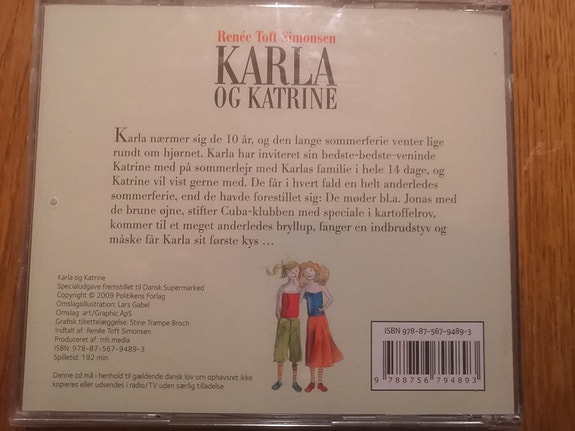 Renée Toft Simonsen
KARLA
OG KATRINE
Karla nærmer sig de 10 år, og den lange sommerferie venter lige
rundt om hjørnet. Karla har inviteret sin bedste-bedste-veninde
Katrine med på sommerlejr med Karlas familie i hele 14 dage, og
Katrine vil vist gerne med. De får i hvert fald en helt anderledes
sommerferie, end de havde forestillet sig: De møder bl.a. Jonas med
de brune øjne, stifter Cuba-klubben med speciale i kartoffelrov,
kommer til et meget anderledes bryllup, fanger en indbrudstyv og
måske får Karla sit første kys ...
Karla og Katrine
Specialudgave fremstillet til Dansk Supermarked
Copyright © 2009 Politikens Forlag
Omslagsillustration: Lars Gabel
Omslag: art/Graphic ApS
Grafisk tilrettelæggelse: Stine Trampe Broch
Indtalt af: Renée Toft Simonsen
Produceret af: mh media
ISBN: 978-87-567-9489-3
Spilletid: 192 min.
Denne cd må i henhold til gældende dansk lov om ophavsret ikke
kopieres eller udsendes i radio/TV uden særlig tilladelse
ISBN 978-87-567-9489-3
9 788756 794893